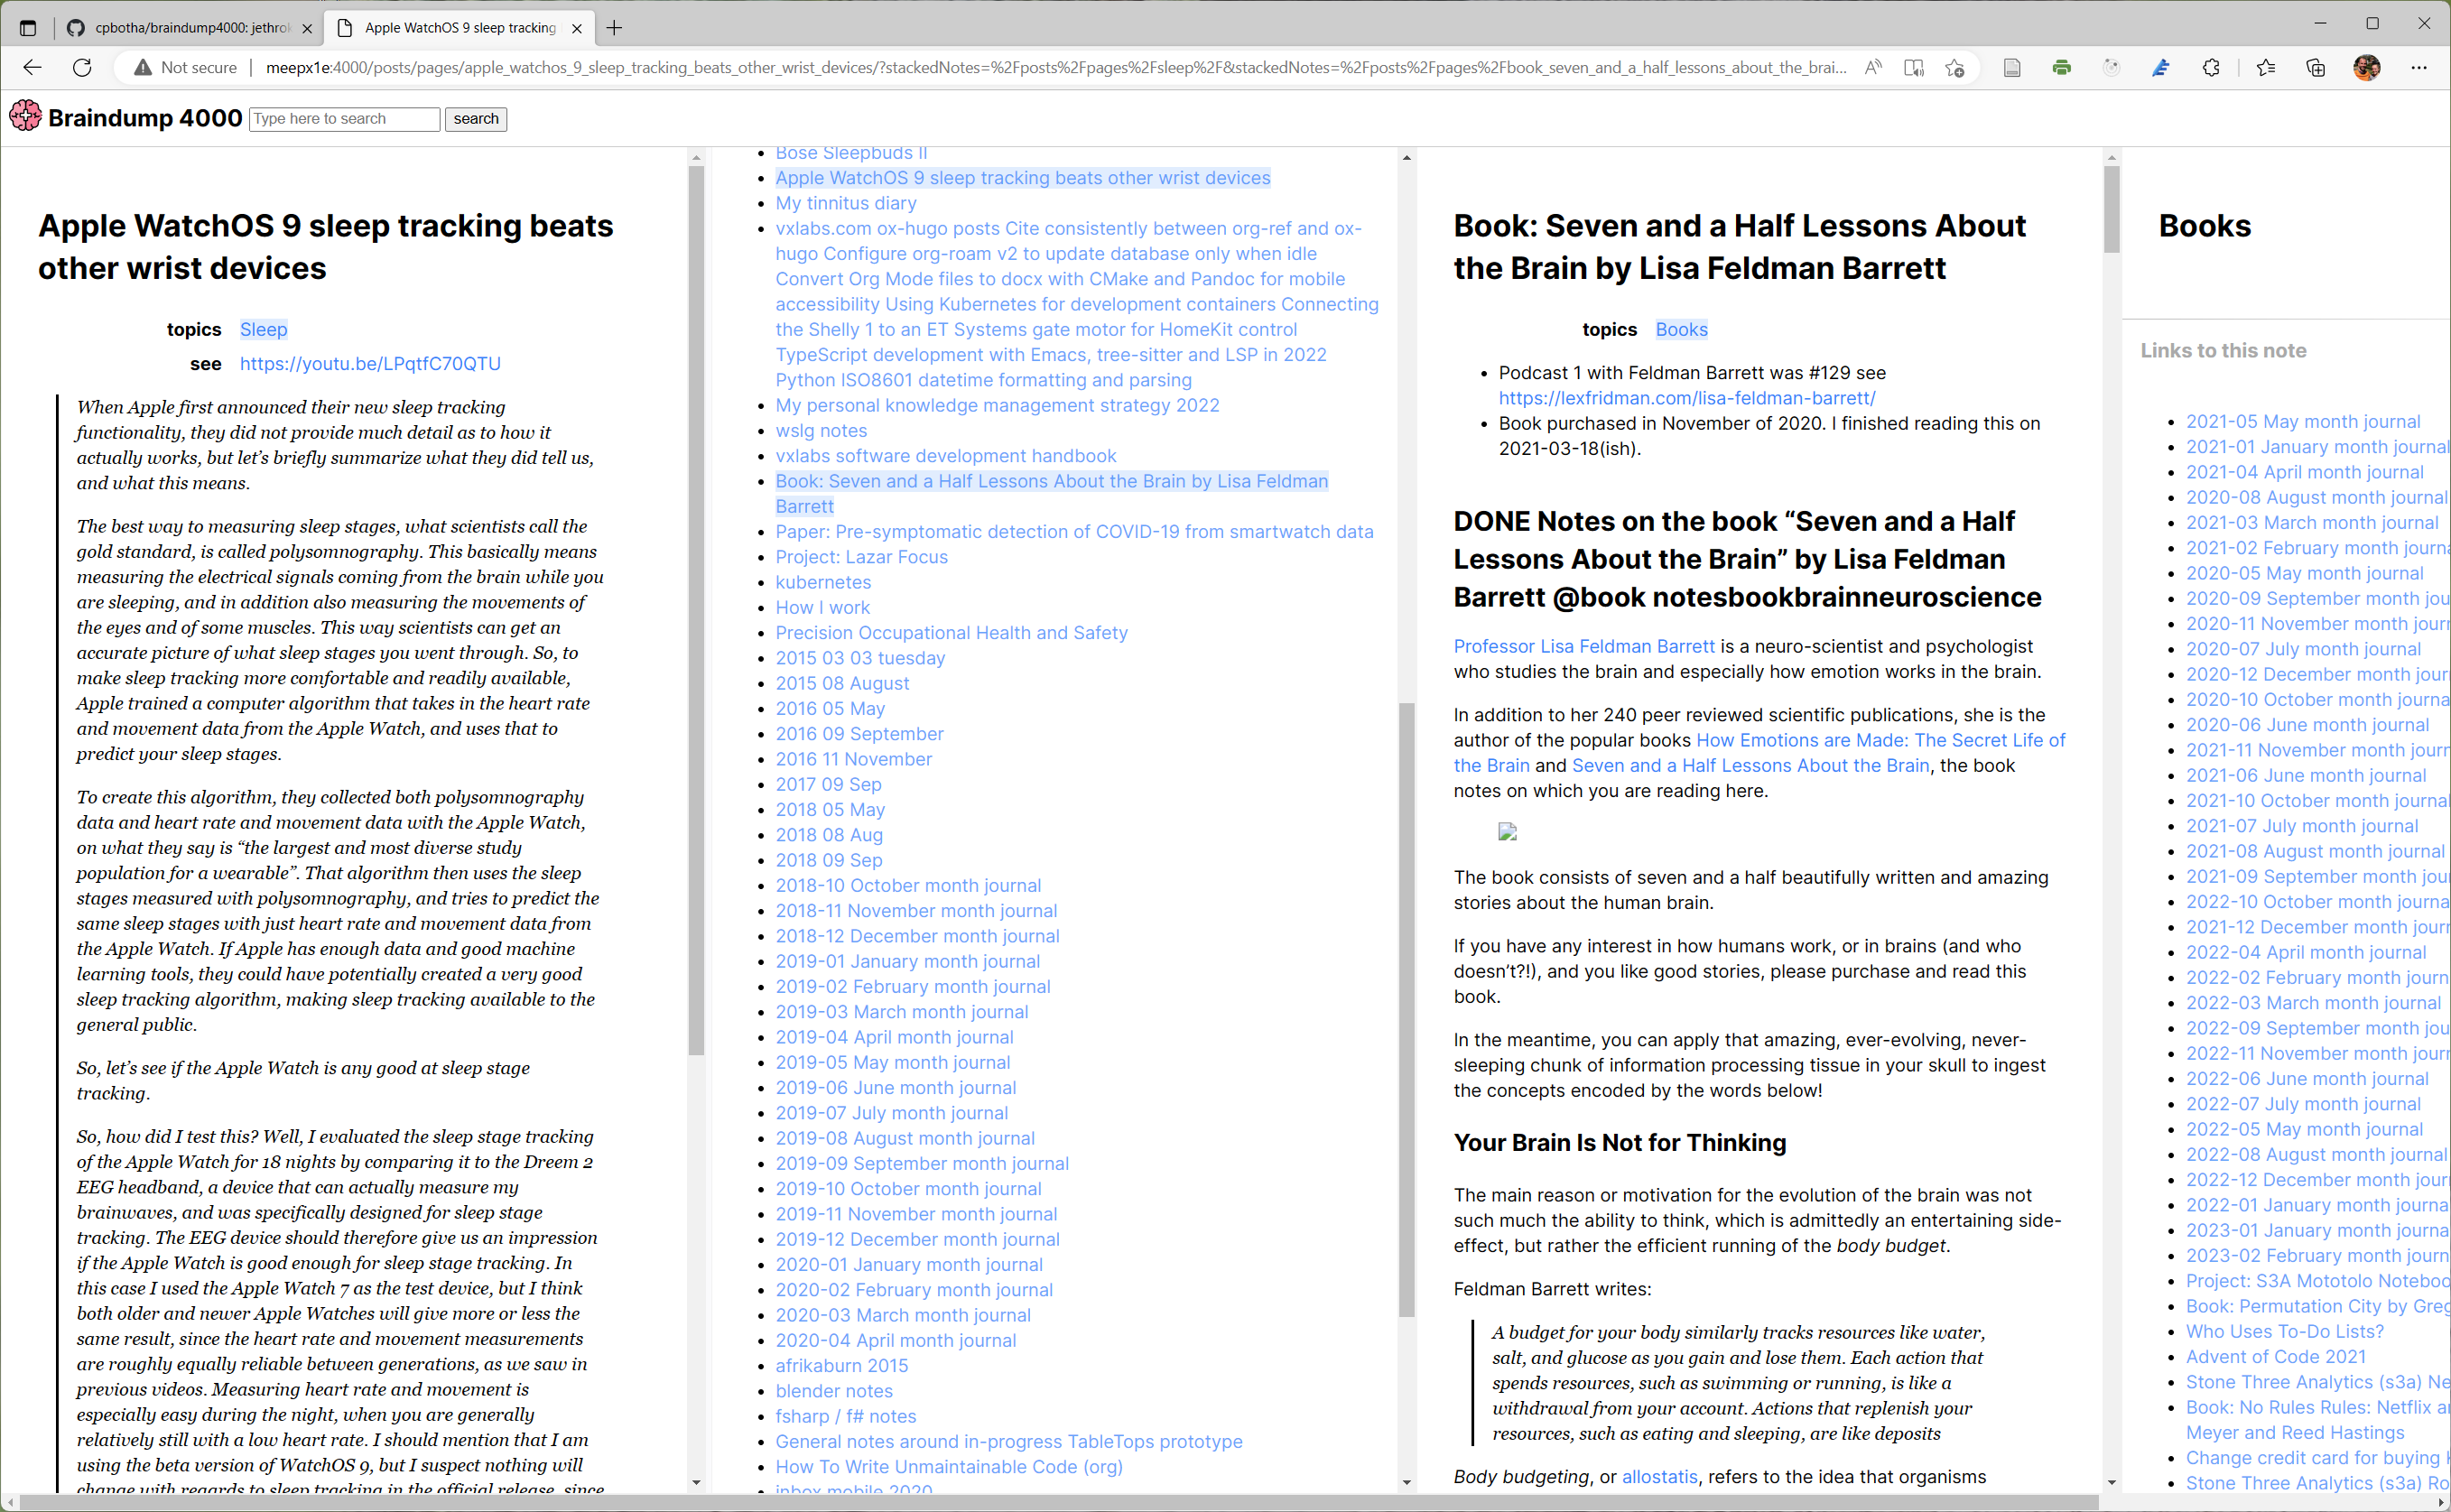 cpbotha/braindump4000: jethrok
Apple WatchOS 9 sleep tracking
Not secure
meepx1e:4000/posts/pages/apple_watchos_9_sleep_tracking_beats_other_wrist_devices/?stackedNotes=%2Fposts%2Fpages%2Fsleep%2F&stackedNotes=%2Fposts%2Fpages%2Fbook_seven_and_a_half_lessons_about_the_brai...
Braindump 4000
Type here to search
search
Apple WatchOS 9 sleep tracking beats
other wrist devices
topics Sleep
see https://youtu.be/LPqtfC70QTU
When Apple first announced their new sleep tracking
functionality, they did not provide much detail as to how it
actually works, but let’s briefly summarize what they did tell us,
and what this means.
The best way to measuring sleep stages, what scientists call the
gold standard, is called polysomnography. This basically means
measuring the electrical signals coming from the brain while you
are sleeping, and in addition also measuring the movements of
the eyes and of some muscles. This way scientists can get an
accurate picture of what sleep stages you went through. So, to
make sleep tracking more comfortable and readily available,
Apple trained a computer algorithm that takes in the heart rate
and movement data from the Apple Watch, and uses that to
predict your sleep stages.
To create this algorithm, they collected both polysomnography
data and heart rate and movement data with the Apple Watch,
on what they say is “the largest and most diverse study
population for a wearable”. That algorithm then uses the sleep
stages measured with polysomnography, and tries to predict the
same sleep stages with just heart rate and movement data from
the Apple Watch. If Apple has enough data and good machine
learning tools, they could have potentially created a very good
sleep tracking algorithm, making sleep tracking available to the
general public.
So, let’s see if the Apple Watch is any good at sleep stage
tracking.
So, how did I test this? Well, I evaluated the sleep stage tracking
of the Apple Watch for 18 nights by comparing it to the Dreem 2
EEG headband, a device that can actually measure my
brainwaves, and was specifically designed for sleep stage
tracking. The EEG device should therefore give us an impression
if the Apple Watch is good enough for sleep stage tracking. In
this case I used the Apple Watch 7 as the test device, but I think
both older and newer Apple Watches will give more or less the
same result, since the heart rate and movement measurements
are roughly equally reliable between generations, as we saw in
previous videos. Measuring heart rate and movement is
especially easy during the night, when you are generally
relatively still with a low heart rate. I should mention that I am
using the beta version of WatchOS 9, but I suspect nothing will
change with regards to sleep tracking in the official release, since
Bose Sleepbuds II
Apple WatchOS 9 sleep tracking beats other wrist devices
My tinnitus diary
vxlabs.com ox-hugo posts Cite consistently between org-ref and ox-
hugo Configure org-roam v2 to update database only when idle
Convert Org Mode files to docx with CMake and Pandoc for mobile
accessibility Using Kubernetes for development containers Connecting
the Shelly 1 to an ET Systems gate motor for HomeKit control
TypeScript development with Emacs, tree-sitter and LSP in 2022
Python ISO8601 datetime formatting and parsing
My personal knowledge management strategy 2022
wslg notes
vxlabs software development handbook
Book: Seven and a Half Lessons About the Brain by Lisa Feldman
Barrett
Paper: Pre-symptomatic detection of COVID-19 from smartwatch data
Project: Lazar Focus
kubernetes
How I work
Precision Occupational Health and Safety
2015 03 03 tuesday
2015 08 August
2016 05 May
2016 09 September
2016 11 November
2017 09 Sep
2018 05 May
2018 08 Aug
2018 09 Sep
2018-10 October month journal
2018-11 November month journal
2018-12 December month journal
2019-01 January month journal
2019-02 February month journal
2019-03 March month journal
2019-04 April month journal
2019-05 May month journal
2019-06 June month journal
2019-07 July month journal
2019-08 August month journal
2019-09 September month journal
2019-10 October month journal
2019-11 November month journal
2019-12 December month journal
2020-01 January month journal
2020-02 February month journal
2020-03 March month journal
2020-04 April month journal
afrikaburn 2015
blender notes
fsharp / f# notes
General notes around in-progress TableTops prototype
How To Write Unmaintainable Code (org)
inbox mobile 2020
Book: Seven and a Half Lessons About
the Brain by Lisa Feldman Barrett
topics Books
Podcast 1 with Feldman Barrett was #129 see
https://lexfridman.com/lisa-feldman-barrett/
Book purchased in November of 2020. I finished reading this on
2021-03-18(ish).
DONE Notes on the book “Seven and a Half
Lessons About the Brain” by Lisa Feldman
Barrett @book notesbookbrainneuroscience
Professor Lisa Feldman Barrett is a neuro-scientist and psychologist
who studies the brain and especially how emotion works in the brain.
In addition to her 240 peer reviewed scientific publications, she is the
author of the popular books How Emotions are Made: The Secret Life of
the Brain and Seven and a Half Lessons About the Brain, the book
notes on which you are reading here.
The book consists of seven and a half beautifully written and amazing
stories about the human brain.
If you have any interest in how humans work, or in brains (and who
doesn’t?!), and you like good stories, please purchase and read this
book.
In the meantime, you can apply that amazing, ever-evolving, never-
sleeping chunk of information processing tissue in your skull to ingest
the concepts encoded by the words below!
Your Brain Is Not for Thinking
The main reason or motivation for the evolution of the brain was not
such much the ability to think, which is admittedly an entertaining side-
effect, but rather the efficient running of the body budget.
Feldman Barrett writes:
A budget for your body similarly tracks resources like water,
salt, and glucose as you gain and lose them. Each action that
spends resources, such as swimming or running, is like a
withdrawal from your account. Actions that replenish your
resources, such as eating and sleeping, are like deposits
Body budgeting, or allostatis, refers to the idea that organisms
Books
Links to this note
2021-05 May month journal
2021-01 January month journal
2021-04 April month journal
2020-08 August month journal
2021-03 March month journal
2021-02 February month journa
2020-05 May month journal
2020-09 September month jou
2020-11 November month journ
2020-07 July month journal
2020-12 December month jour
2020-10 October month journa
2020-06 June month journal
2021-11 November month journ
2021-06 June month journal
2021-10 October month journal
2021-07 July month journal
2021-08 August month journal
2021-09 September month jou
2022-10 October month journa
2021-12 December month journ
2022-04 April month journal
2022-02 February month journ
2022-03 March month journal
2022-09 September month jou
2022-11 November month journ
2022-06 June month journal
2022-07 July month journal
2022-05 May month journal
2022-08 August month journal
2022-12 December month jour
2022-01 January month journa
2023-01 January month journa
2023-02 February month journ
Project: S3A Mototolo Noteboo
Book: Permutation City by Greg
Who Uses To-Do Lists?
Advent of Code 2021
Stone Three Analytics (s3a) Ne
Book: No Rules Rules: Netflix a
Meyer and Reed Hastings
Change credit card for buying
Stone Three Analytics (s3a) Ro